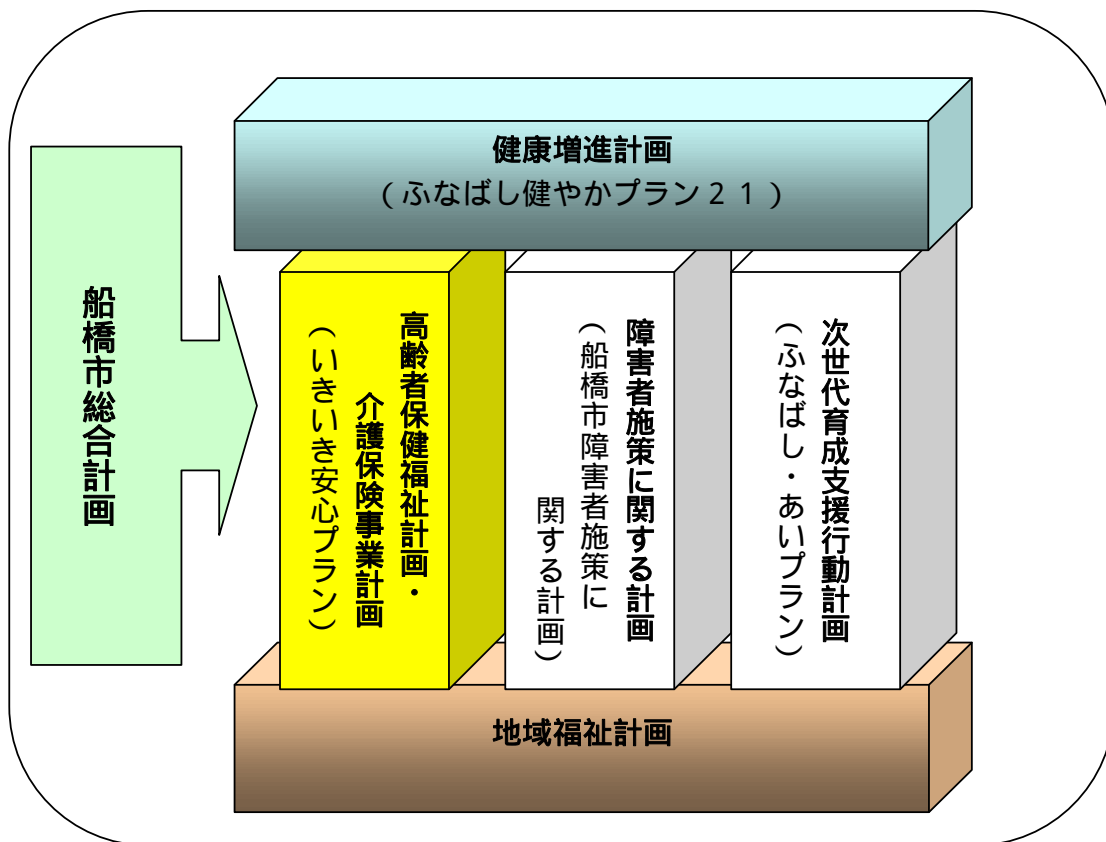 健康増進計画
(ふなばし健やかプラン２１)
船橋市総合計画
高齢者保健福祉計画・
介護保険事業計画
(いきいき安心プラン)
障害者施策に関する計画
(船橋市障害者施策に
関する計画)
次世代育成支援行動計画
(ふなばし・あいプラン)
地域福祉計画